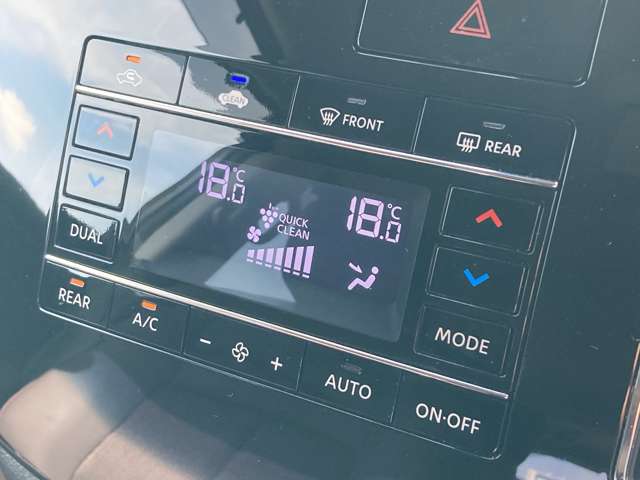 CLEAN
FRONT
REAR
18.0°C
18.0°C
QUICK
CLEAN
DUAL
MODE
REAR
A/C
- +
AUTO
ON·OFF